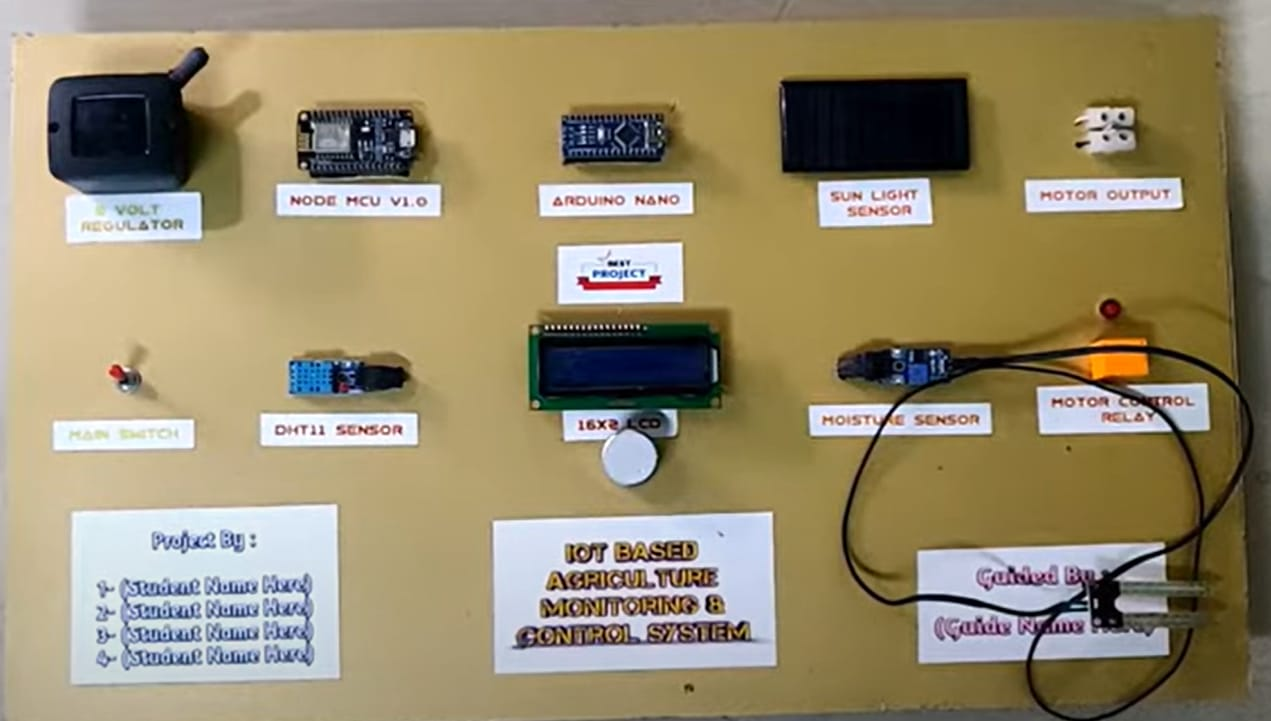 VOLT
REGULATOR
NODE MCU V1.0
ARDUINO NANO
SUN LIGHT
SENSOR
MOTOR OUTPUT
BEST
PROJECT
MAIN SWITCH
DHT11 SENSOR
16X2 LCD
MOISTURE SENSOR
MOTOR CONTROL
RELAY
Project By :
1- (Student Name Here)
2- (Student Name Here)
3- (Student Name Here)
4- (Student Name Here)
IOT BASED
AGRICULTURE
MONITORING &
CONTROL SYSTEM
Guided By :
(Guide Name Here)